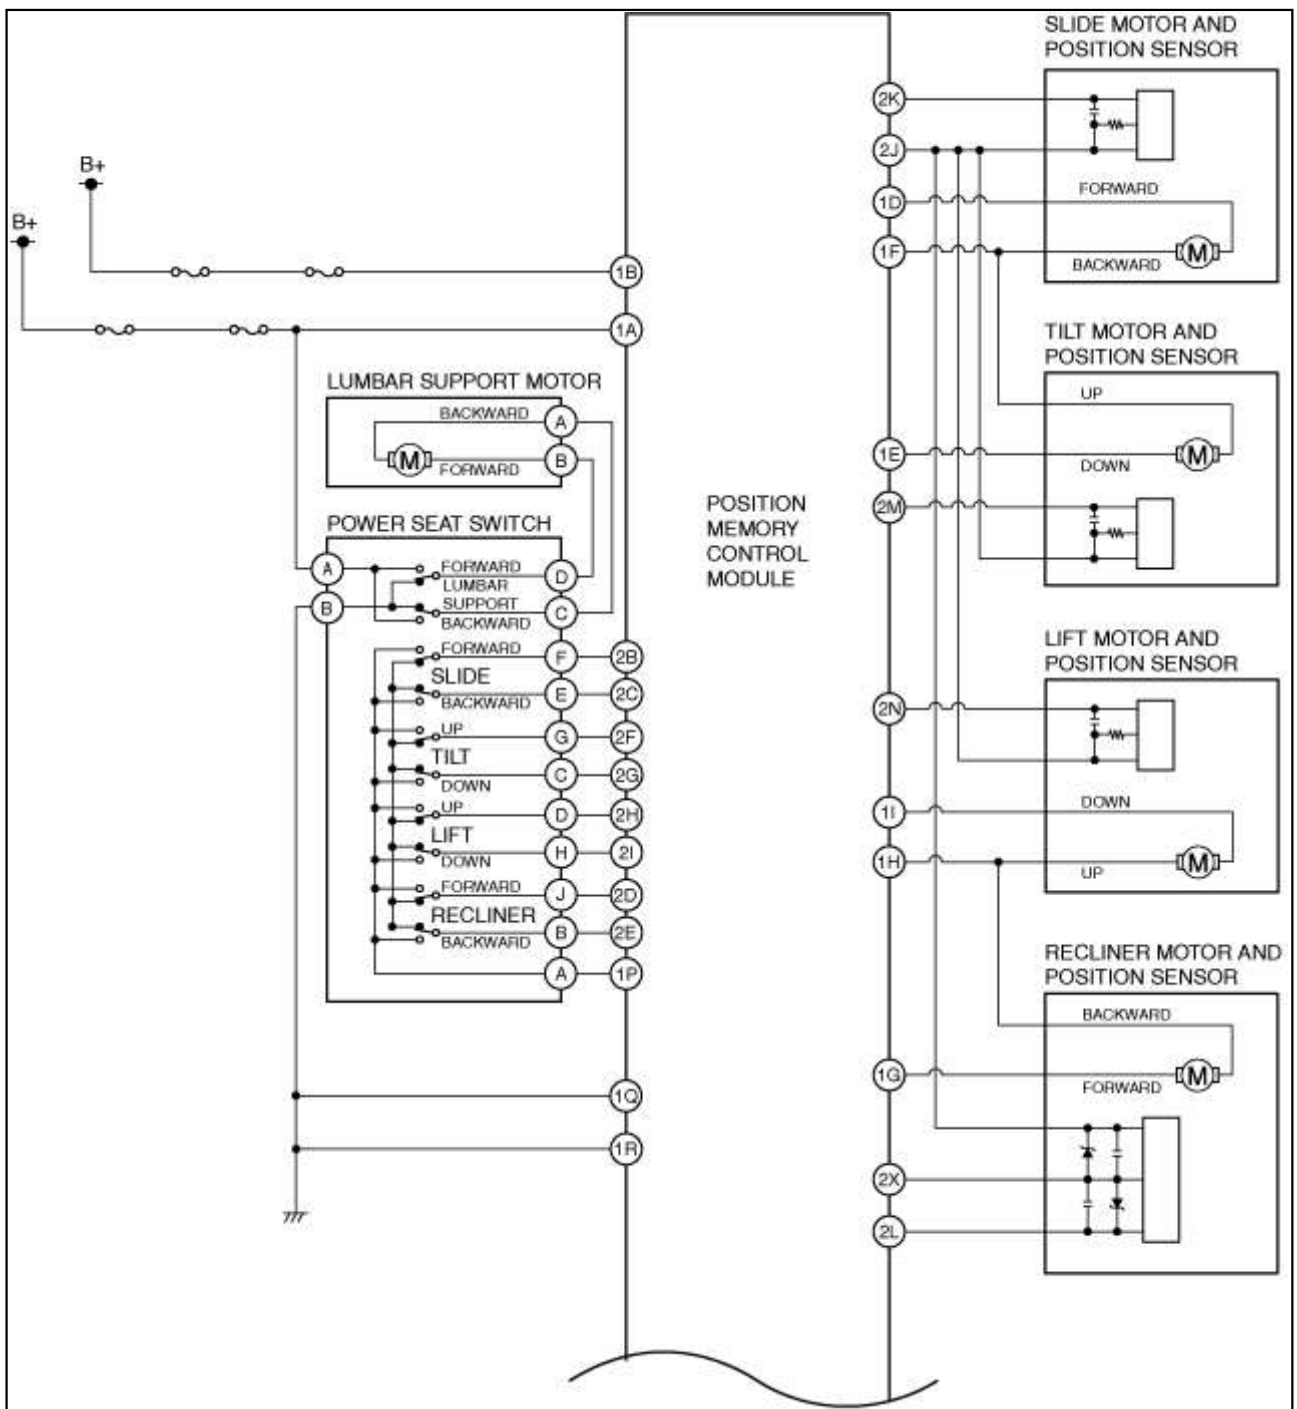 SLIDE MOTOR AND
POSITION SENSOR
2K
2J
1D
FORWARD
1F
BACKWARD
M
B+
B+
1B
1A
TILT MOTOR AND
POSITION SENSOR
UP
1E
DOWN
M
2M
LUMBAR SUPPORT MOTOR
BACKWARD
A
M
FORWARD
B
POSITION
MEMORY
CONTROL
MODULE
POWER SEAT SWITCH
A
FORWARD
D
LUMBAR
B
SUPPORT
C
BACKWARD
FORWARD
F
2B
SLIDE
E
2C
BACKWARD
UP
G
2F
TILT
C
2G
DOWN
UP
D
2H
LIFT
H
2I
DOWN
FORWARD
J
2D
RECLINER
B
2E
BACKWARD
A
1P
1Q
1R
LIFT MOTOR AND
POSITION SENSOR
2N
1I
DOWN
1H
UP
M
RECLINER MOTOR AND
POSITION SENSOR
BACKWARD
1G
FORWARD
M
2X
2L